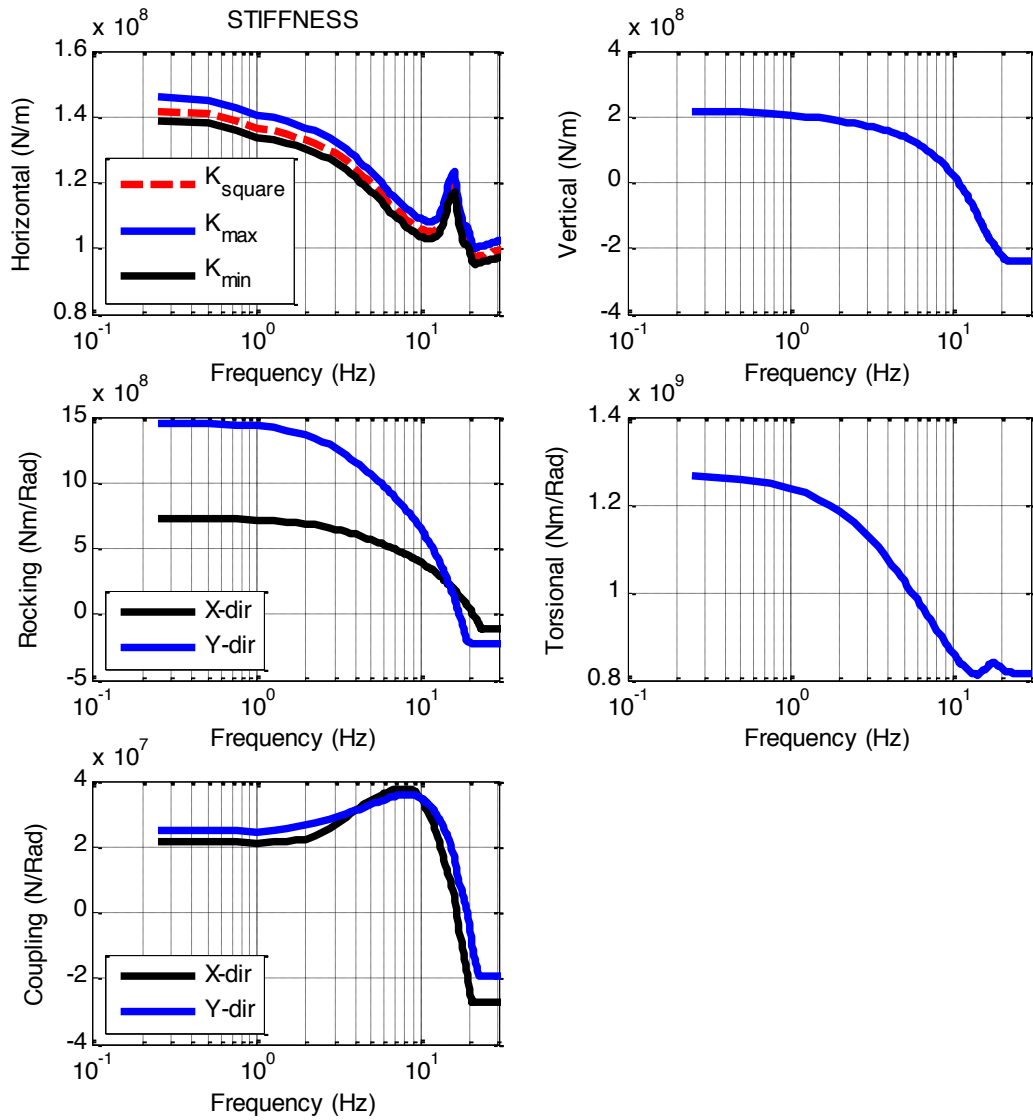 STIFFNESS
x 10^8
1.6
1.4
1.2
1
0.8
Horizontal (N/m)
K_square
K_max
K_min
10^-1
10^0
10^1
Frequency (Hz)
x 10^8
4
2
0
-2
-4
Vertical (N/m)
10^-1
10^0
10^1
Frequency (Hz)
x 10^8
15
10
5
0
-5
Rocking (Nm/Rad)
X-dir
Y-dir
10^-1
10^0
10^1
Frequency (Hz)
x 10^9
1.4
1.2
1
0.8
Torsional (Nm/Rad)
10^-1
10^0
10^1
Frequency (Hz)
x 10^7
4
2
0
-2
-4
Coupling (N/Rad)
X-dir
Y-dir
10^-1
10^0
10^1
Frequency (Hz)